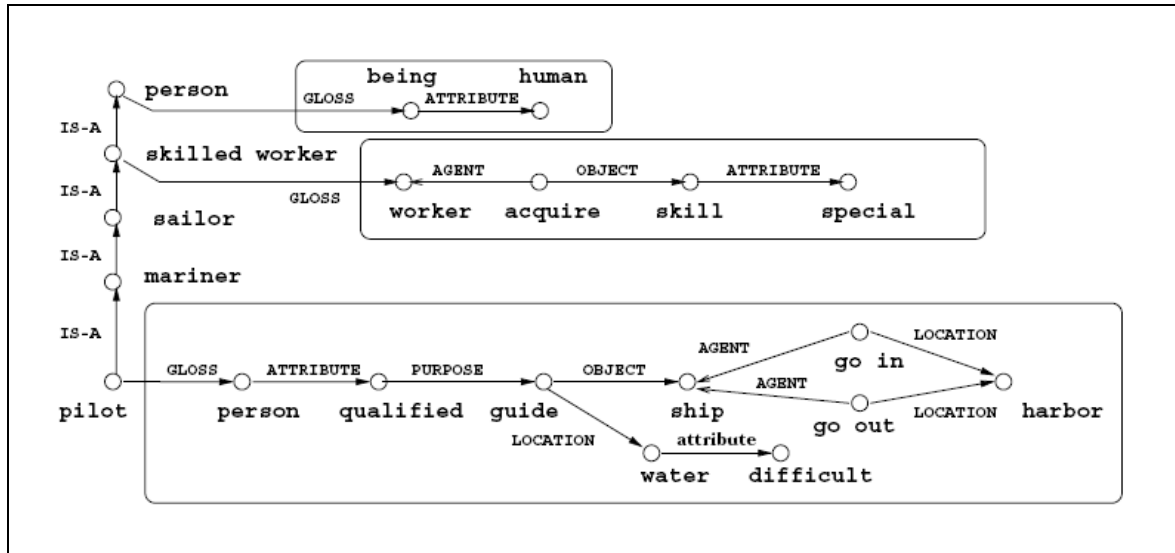 being human
person GLOSS ATTRIBUTE
IS-A
skilled worker
AGENT OBJECT ATTRIBUTE
IS-A GLOSS
worker acquire skill special
sailor
IS-A
mariner
IS-A
AGENT LOCATION
go in
GLOSS ATTRIBUTE PURPOSE OBJECT AGENT
pilot person qualified guide ship LOCATION harbor
go out
LOCATION attribute
water difficult